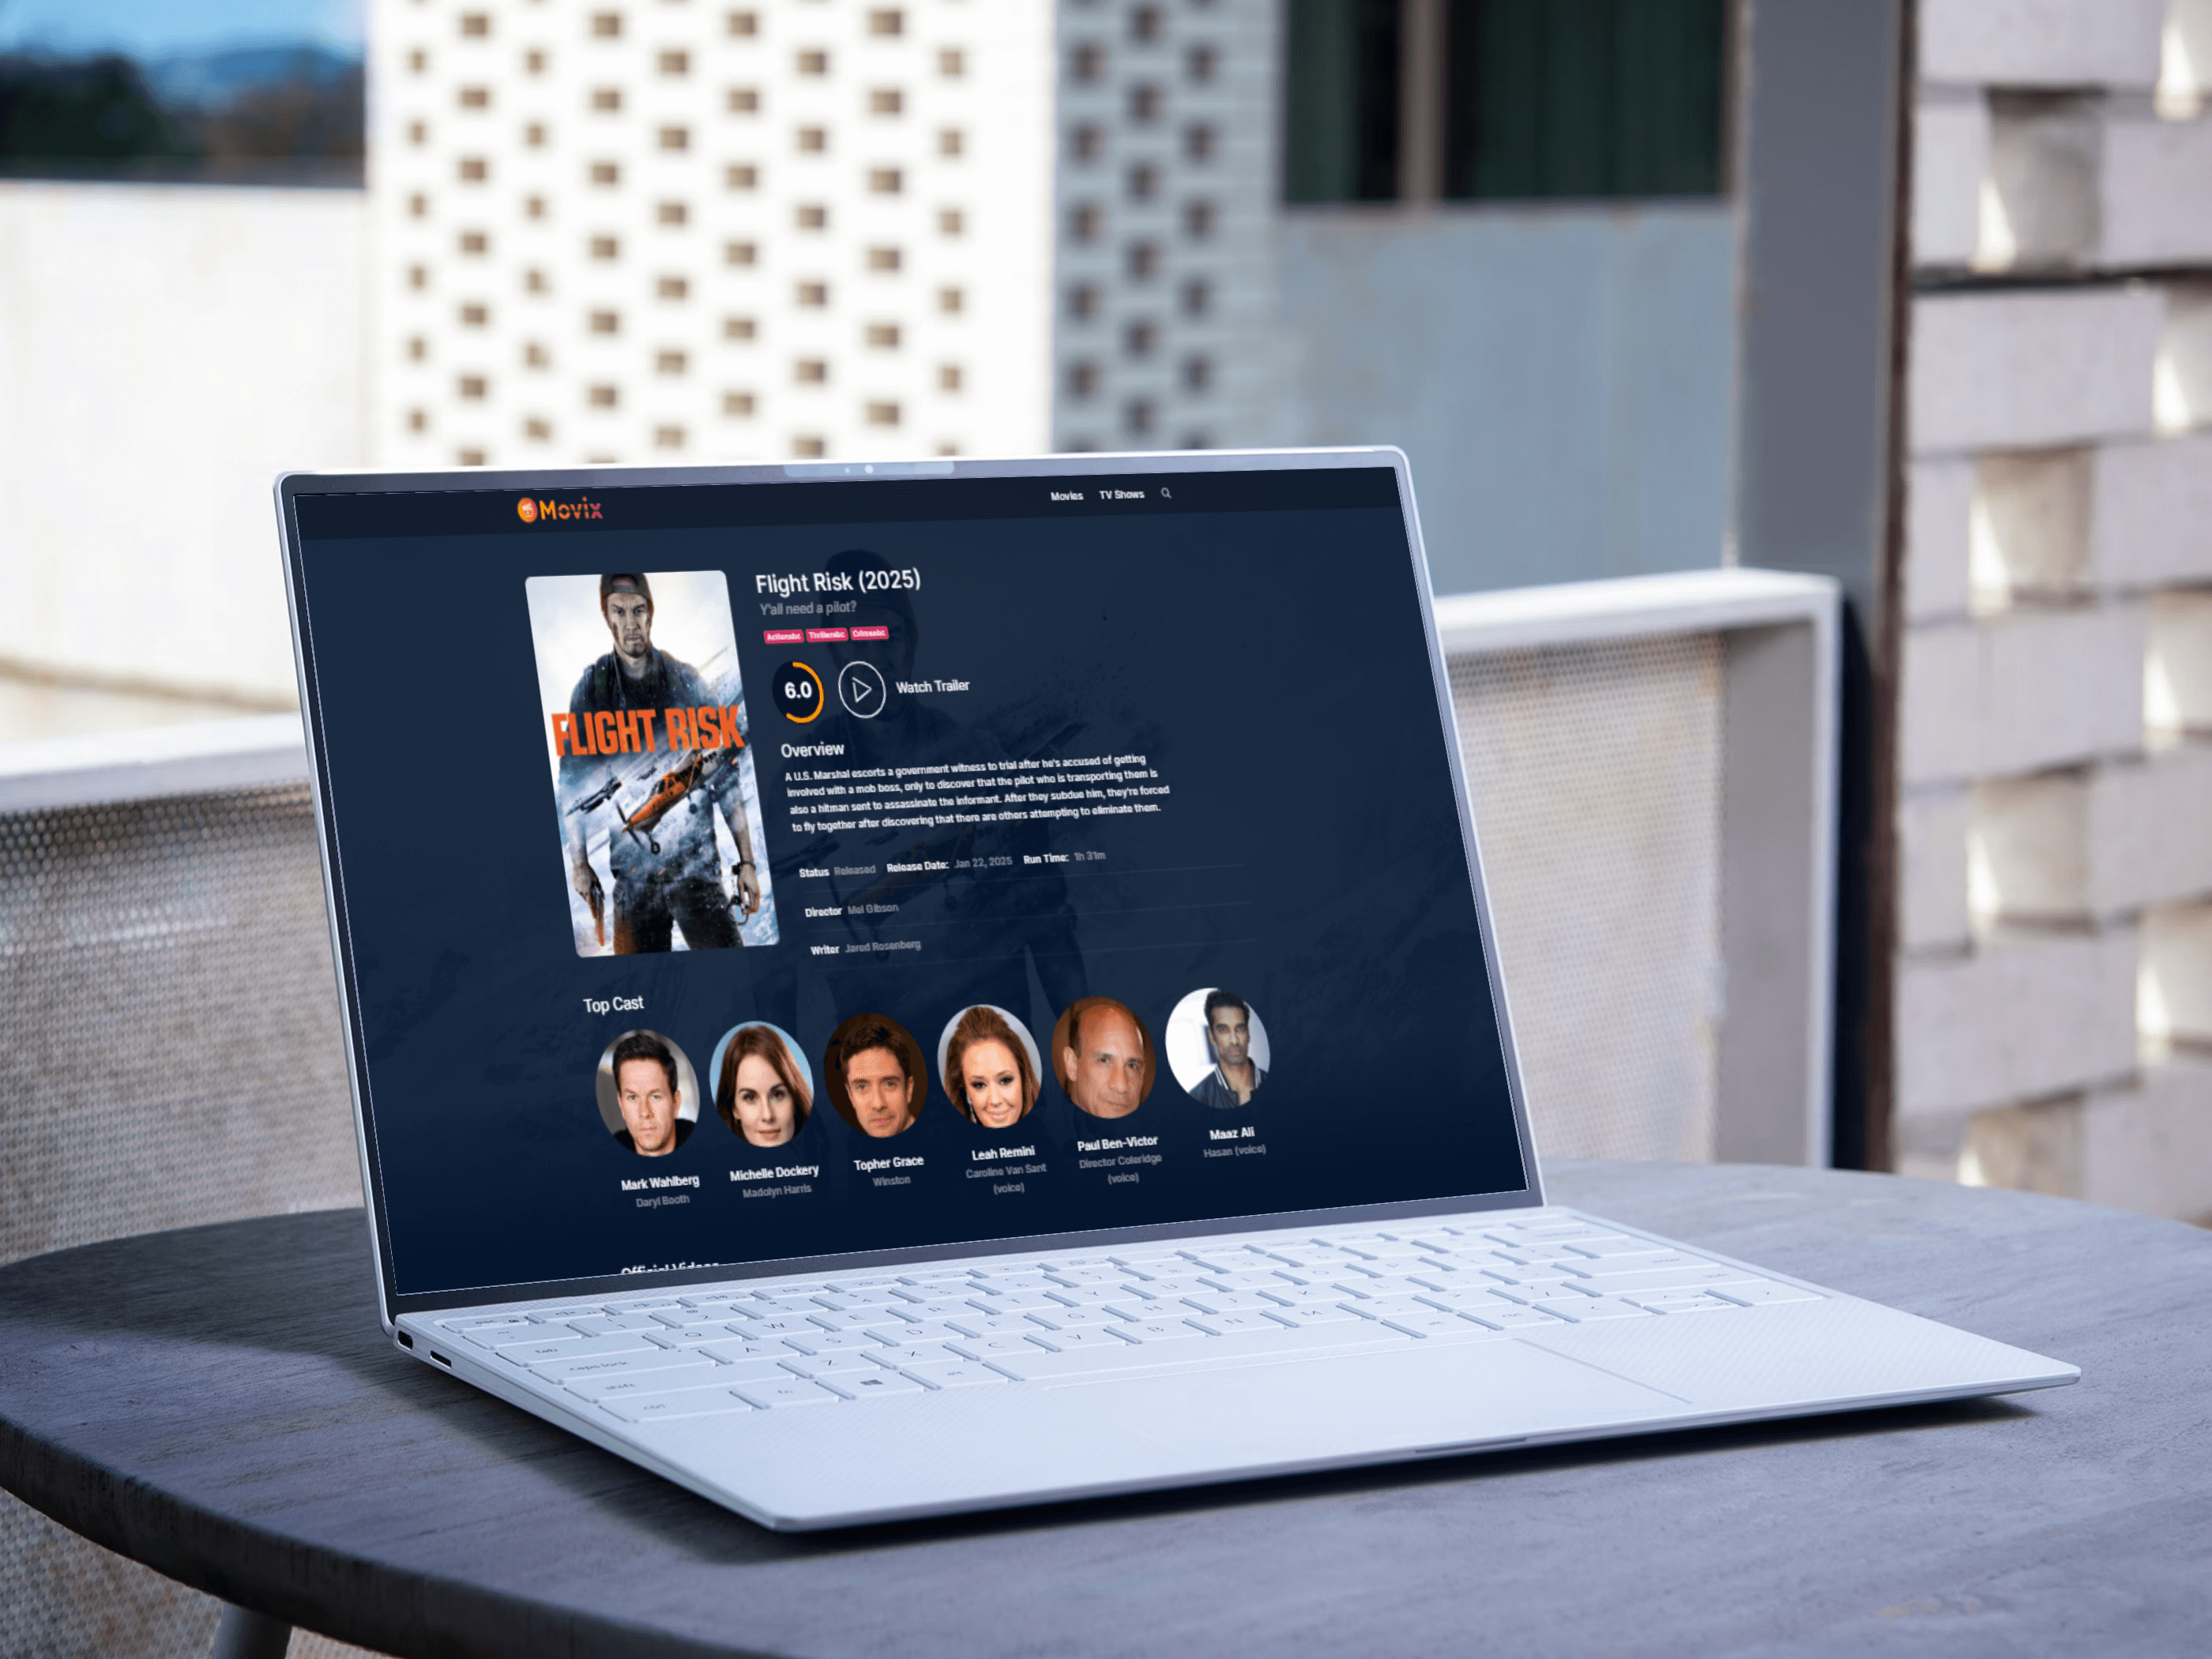 Movix
Movies TV Shows
Flight Risk (2025)
Y'all need a pilot?
Actionabc Thrillerabc Crimeabc
6.0 Watch Trailer
FLIGHT RISK
Overview
A U.S. Marshal escorts a government witness to trial after he's accused of getting
involved with a mob boss, only to discover that the pilot who is transporting them is
also a hitman sent to assassinate the informant. After they subdue him, they're forced
to fly together after discovering that there are others attempting to eliminate them.
Status Released Release Date: Jan 22, 2025 Run Time: 1h 31m
Director Mel Gibson
Writer Jared Rosenberg
Top Cast
Mark Wahlberg
Daryl Booth
Michelle Dockery
Madolyn Harris
Topher Grace
Winston
Leah Remini
Caroline Van Sant
(voice)
Paul Ben-Victor
Director Coleridge
(voice)
Maaz Ali
Hasan (voice)
Official Videos
tab
caps lock
shift
Q W E R T Y
A S D F G H J K L
Z X C V B N M
fn alt